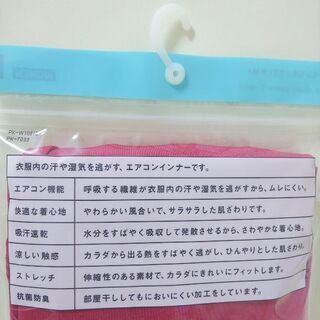 衣服内の汗や湿気を逃がす、エアコンインナーです。
エアコン機能 呼吸する繊維が衣服内の汗や湿気を逃がすから、ムレにくい。
快適な着心地 やわらかい風合いで、サラサラした肌ざわりです。
吸汗速乾 水分をすばやく吸収して発散させるから、さわやかな着心地。
涼しい触感 カラダから出る熱をすばやく逃がし、ひんやりとした肌ざわり。
ストレッチ 伸縮性のある素材で、カラダにきれいにフィットします。
抗菌防臭 部屋干ししてもにおいにくい加工をしています。